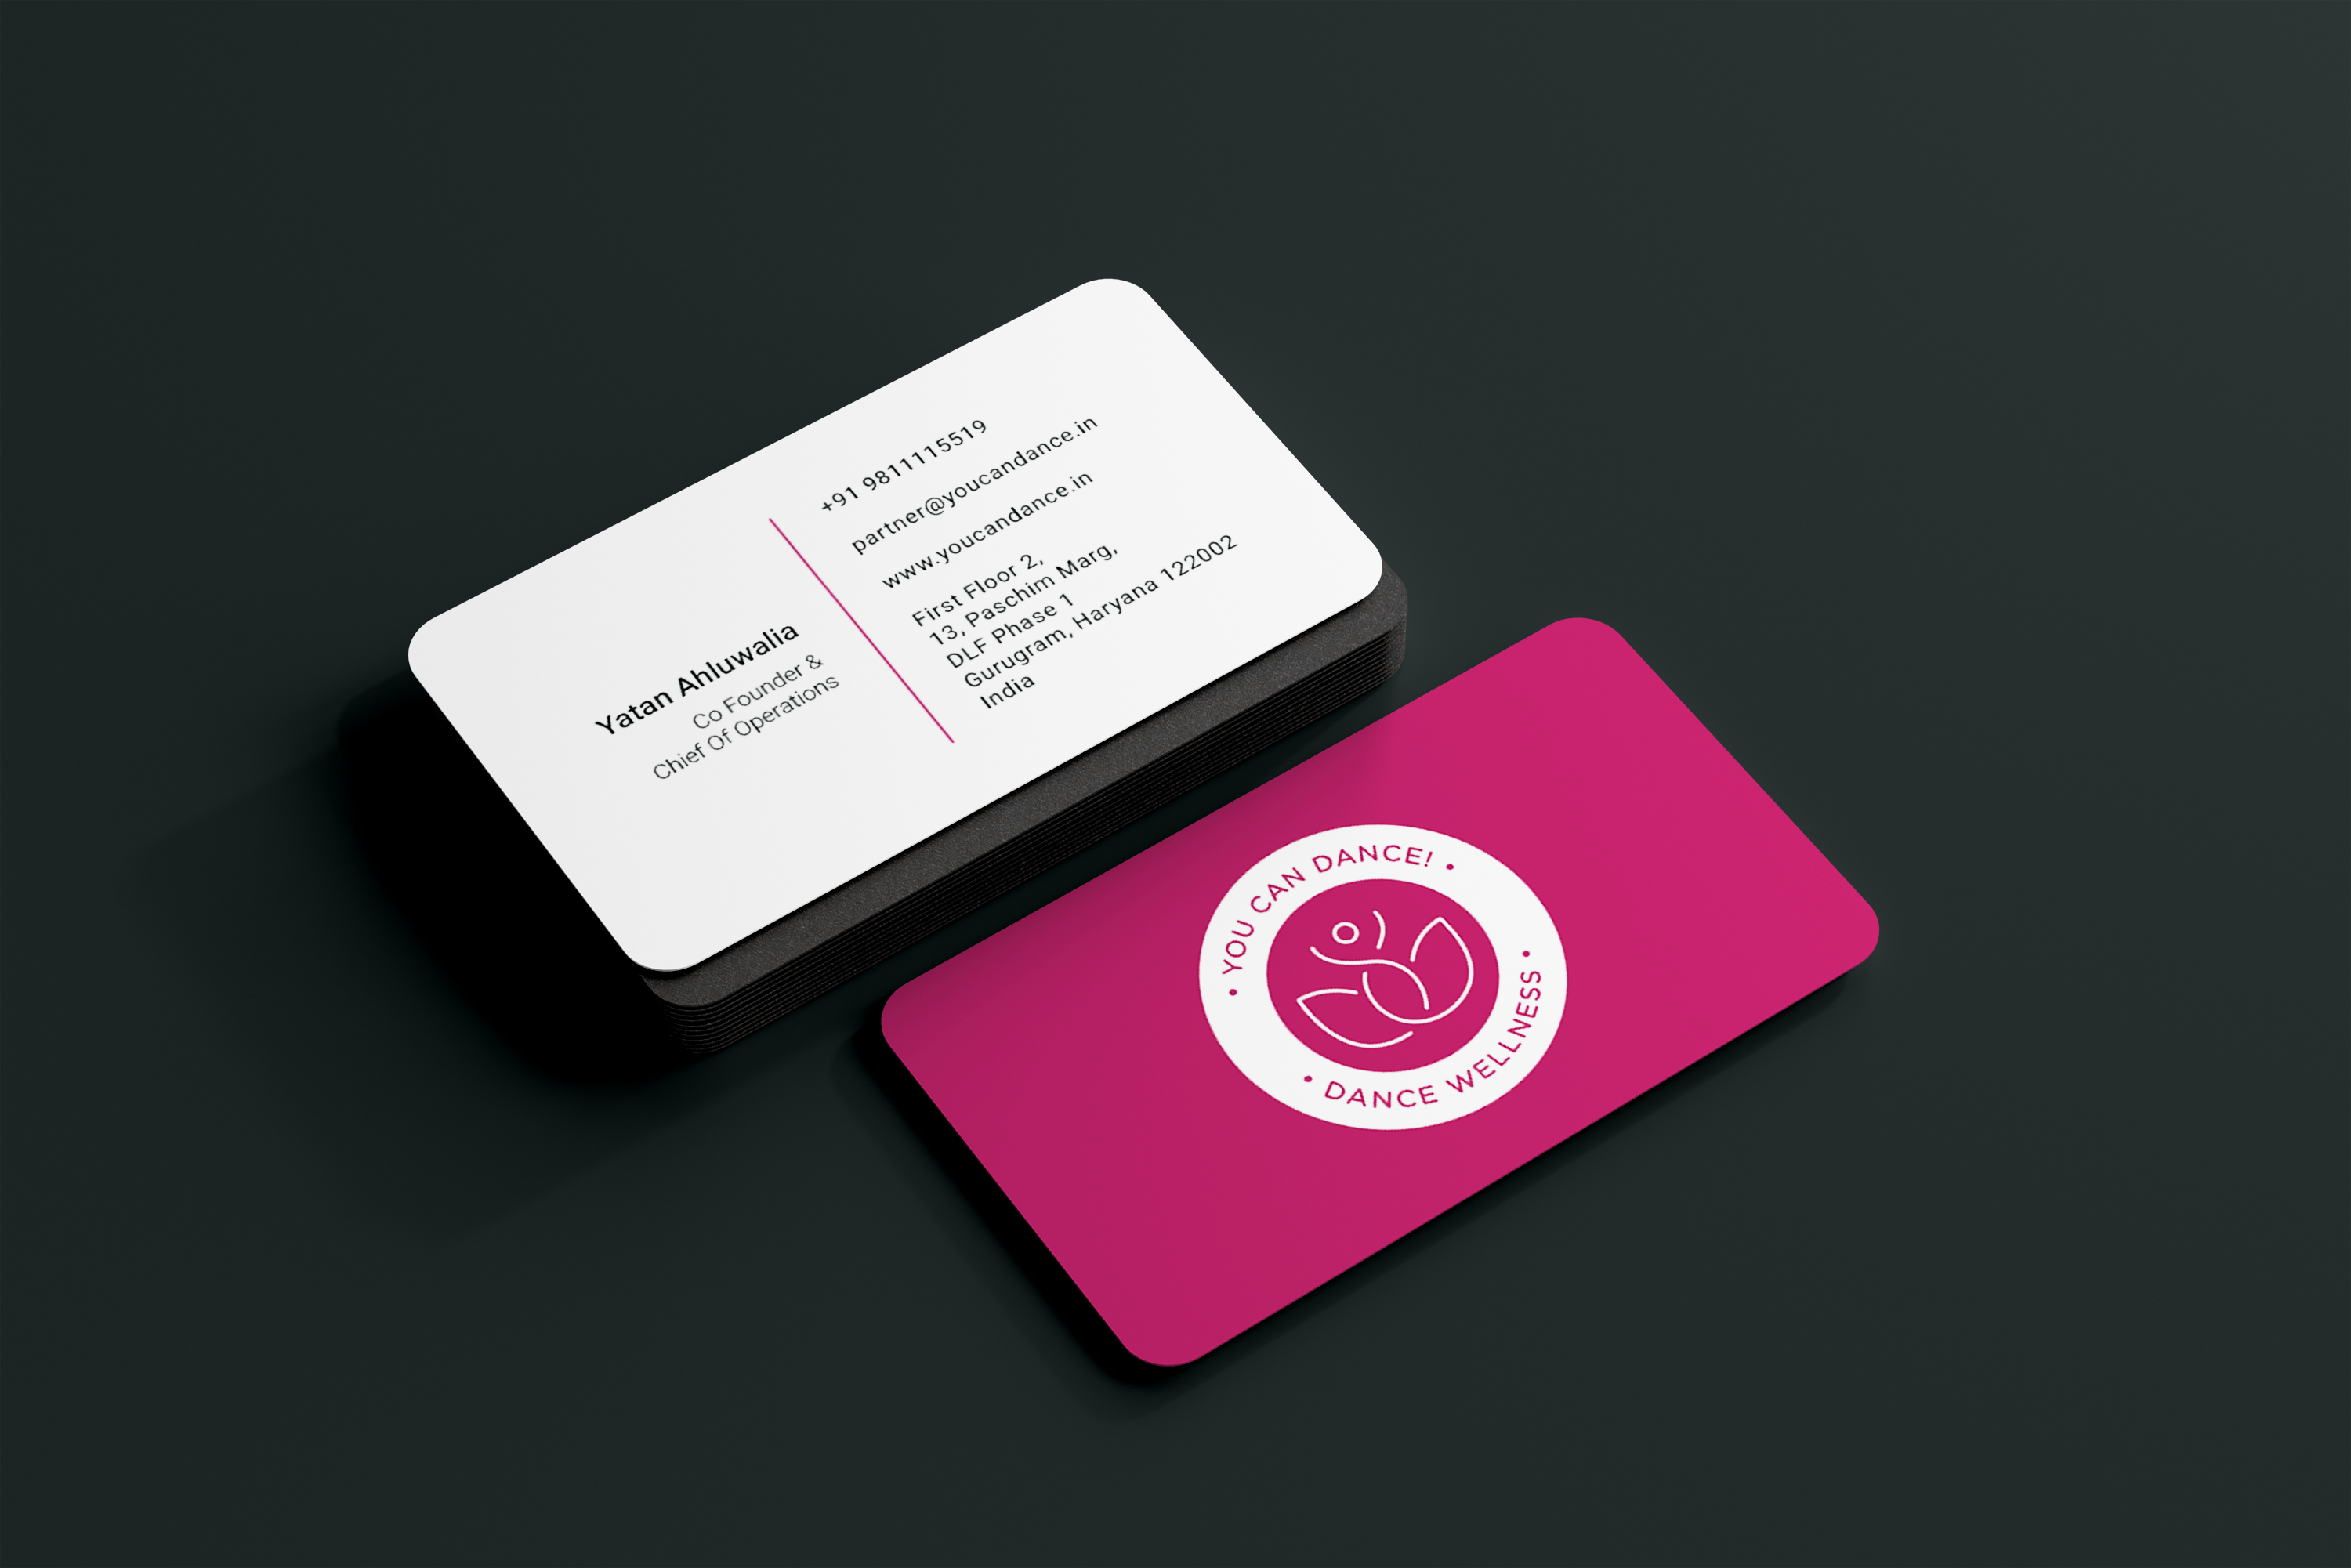 Yatan Ahluwalia
Co Founder &
Chief Of Operations
+91 9811115519
partner@youcandance.in
www.youcandance.in
First Floor 2,
13, Paschim Marg,
DLF Phase 1
Gurugram, Haryana 122002
India
• YOU CAN DANCE! •
• DANCE WELLNESS •